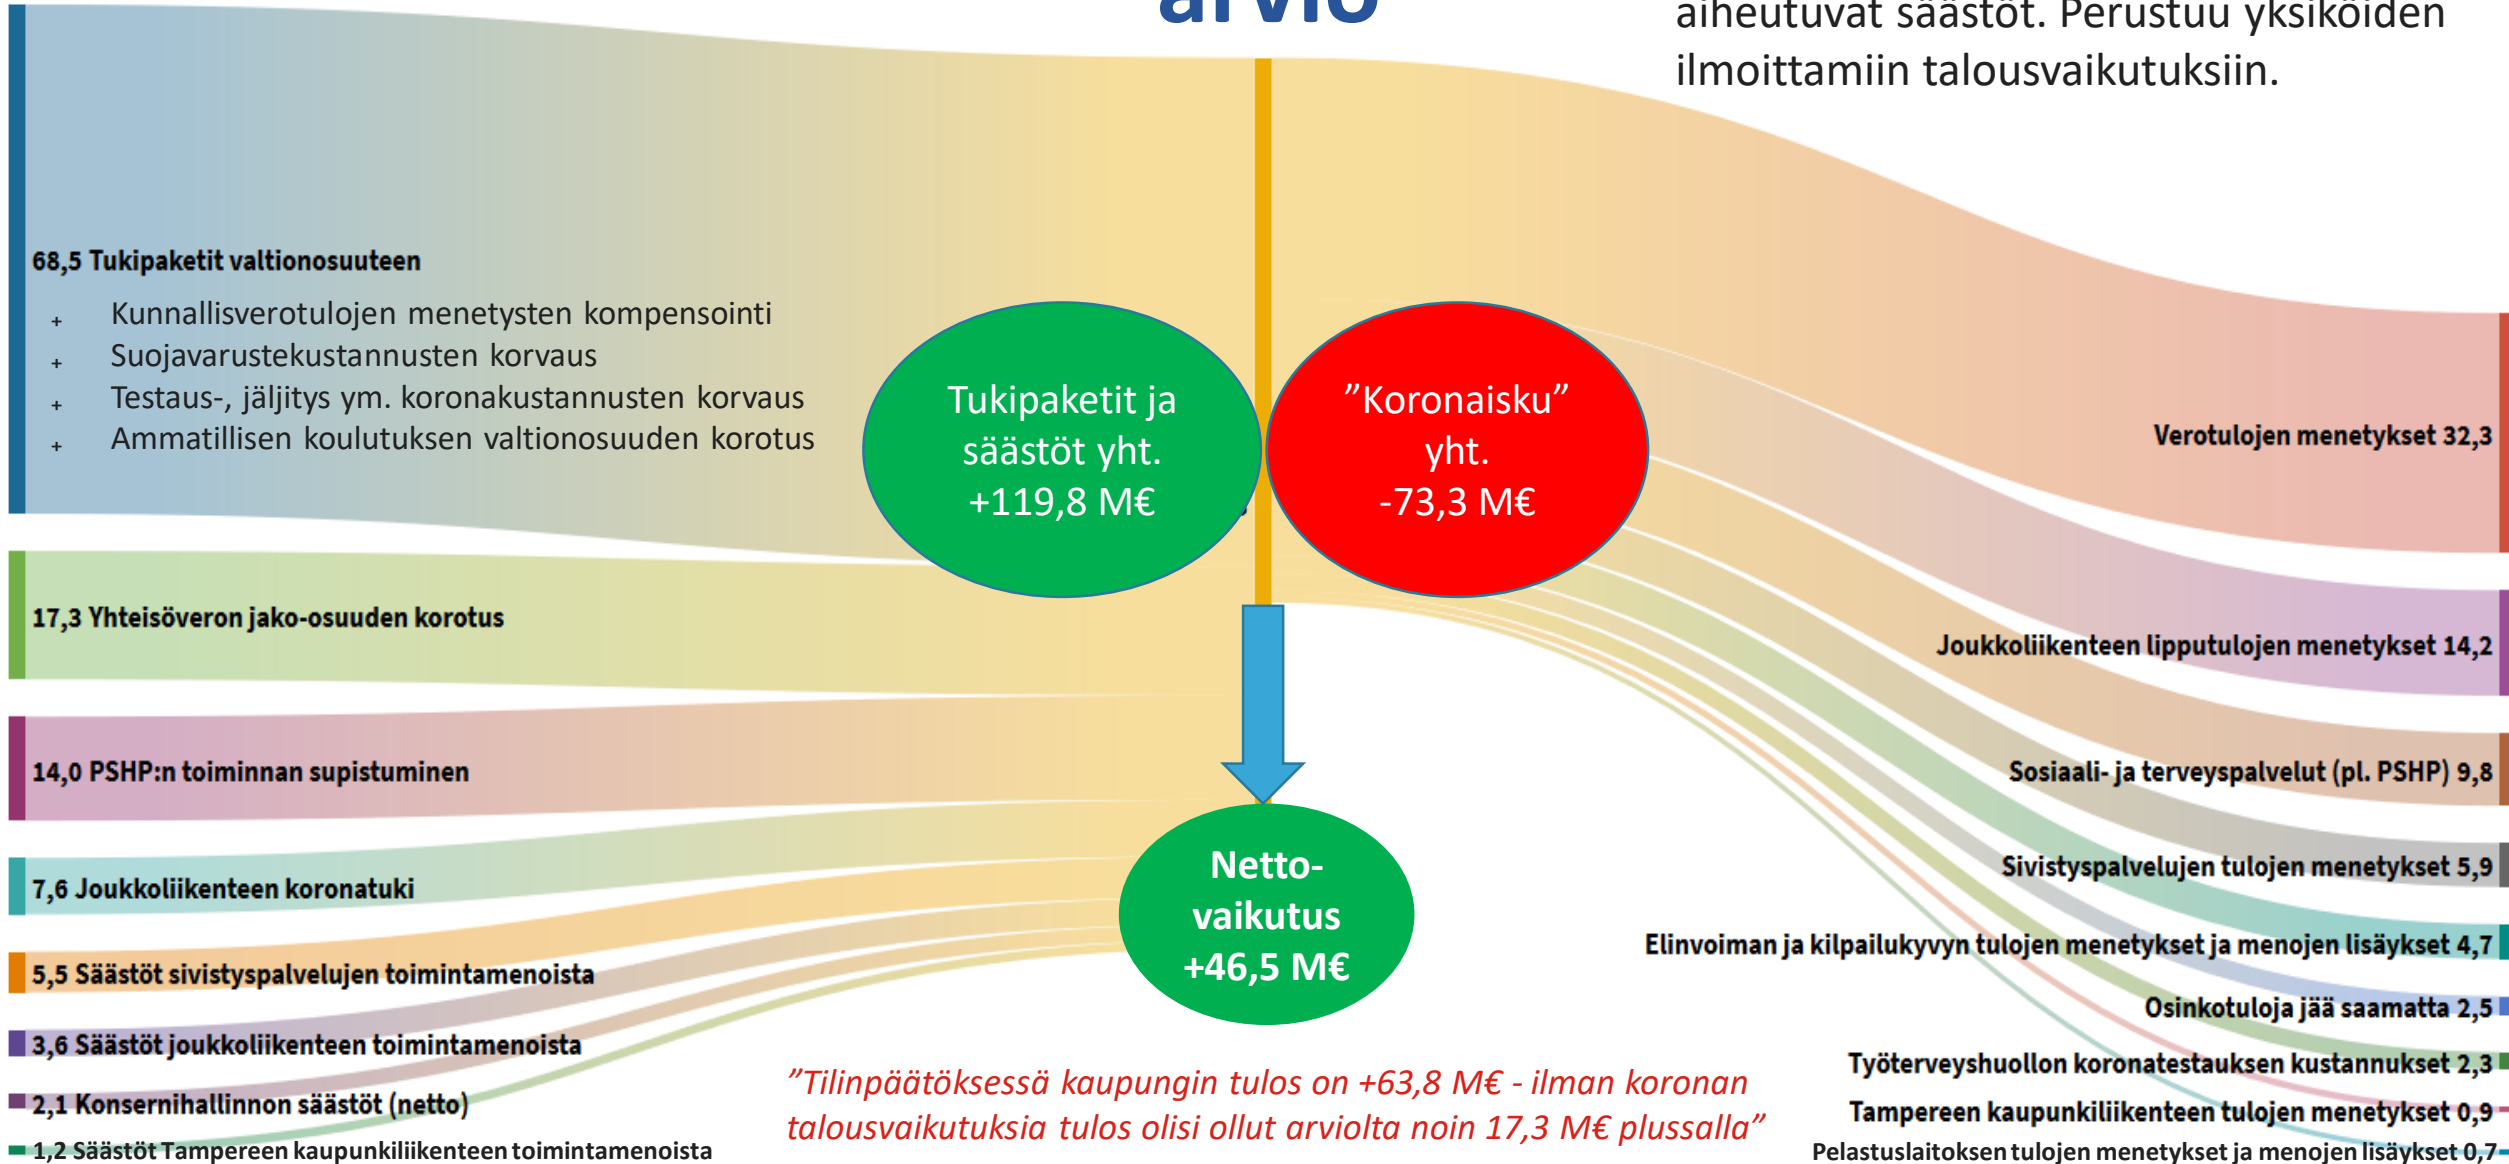 arvio
aiheutuvat säästöt. Perustuu yksiköiden
ilmoittamiin talousvaikutuksiin.
68,5 Tukipaketit valtionosuuteen
+ Kunnallisverotulojen menetysten kompensointi
+ Suojavarustekustannusten korvaus
+ Testaus-, jäljitys ym. koronakustannusten korvaus
+ Ammatillisen koulutuksen valtionosuuden korotus
17,3 Yhteisöveron jako-osuuden korotus
14,0 PSHP:n toiminnan supistuminen
7,6 Joukkoliikenteen koronatuki
5,5 Säästöt sivistyspalvelujen toimintamenoista
3,6 Säästöt joukkoliikenteen toimintamenoista
2,1 Konsernihallinnon säästöt (netto)
1,2 Säästöt Tampereen kaupunkiliikenteen toimintamenoista
Tukipaketit ja
säästöt yht.
+119,8 M€
”Koronaisku”
yht.
-73,3 M€
Netto-
vaikutus
+46,5 M€
”Tilinpäätöksessä kaupungin tulos on +63,8 M€ - ilman koronan
talousvaikutuksia tulos olisi ollut arviolta noin 17,3 M€ plussalla”
Verotulojen menetykset 32,3
Joukkoliikenteen lipputulojen menetykset 14,2
Sosiaali- ja terveyspalvelut (pl. PSHP) 9,8
Sivistyspalvelujen tulojen menetykset 5,9
Elinvoiman ja kilpailukyvyn tulojen menetykset ja menojen lisäykset 4,7
Osinkotuloja jää saamatta 2,5
Työterveyshuollon koronatestauksen kustannukset 2,3
Tampereen kaupunkiliikenteen tulojen menetykset 0,9
Pelastuslaitoksen tulojen menetykset ja menojen lisäykset 0,7